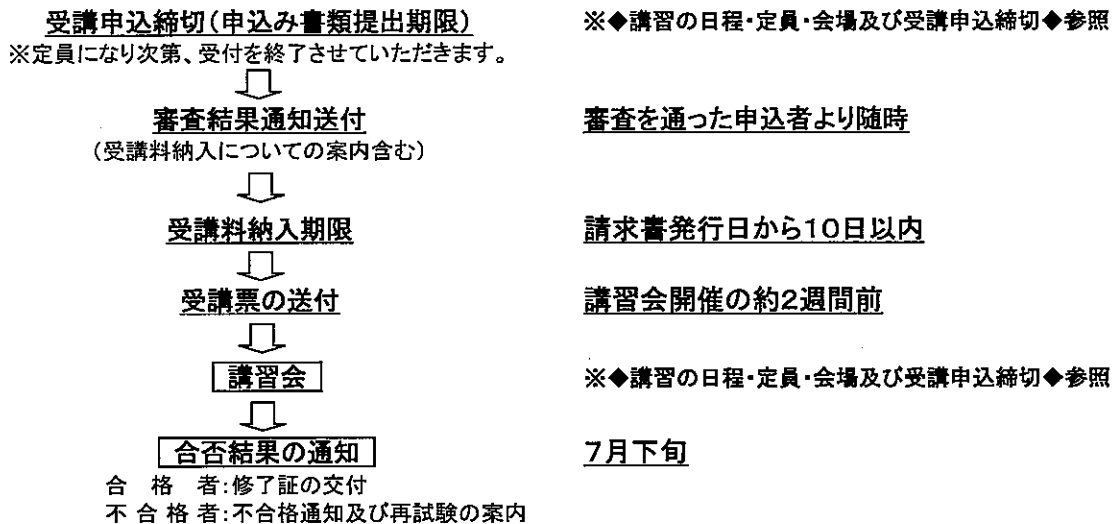 受講申込締切(申込み書類提出期限) ※◆講習の日程・定員・会場及び受講申込締切◆参照
※定員になり次第、受付を終了させていただきます。
審査結果通知送付 審査を通った申込者より随時
(受講料納入についての案内含む)
受講料納入期限 請求書発行日から10日以内
受講票の送付 講習会開催の約2週間前
講習会 ※◆講習の日程・定員・会場及び受講申込締切◆参照
合否結果の通知 7月下旬
合格者:修了証の交付
不合格者:不合格通知及び再試験の案内